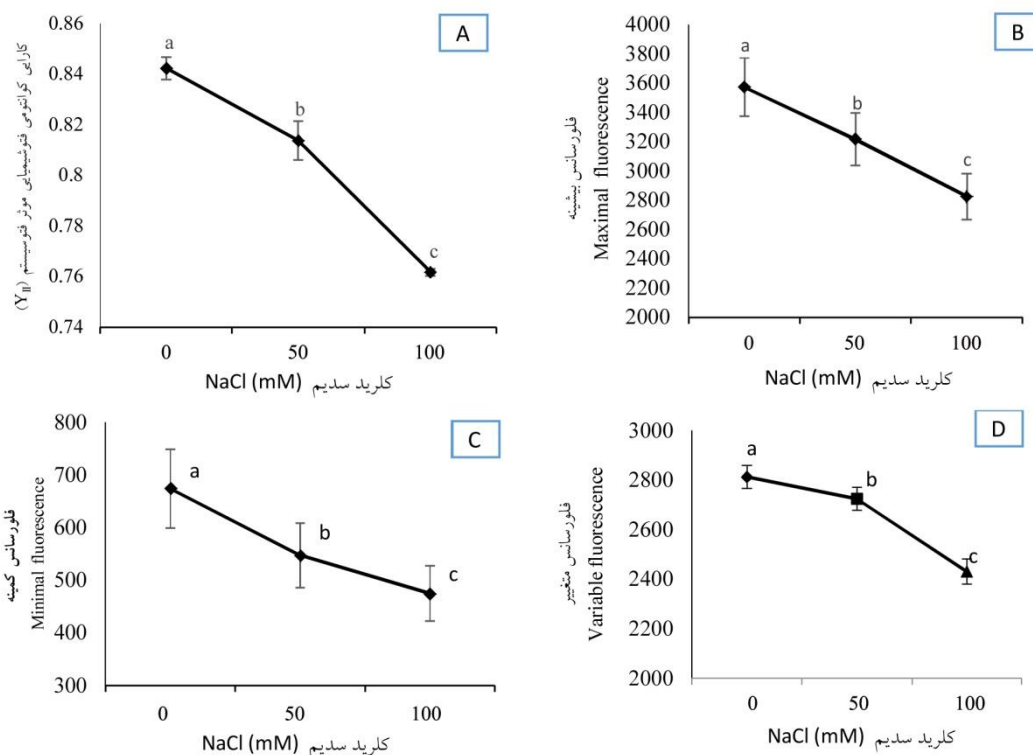 A
کارایی کوانتومی فتوشیمیایی موثر فتوسیستم (Y_II)
0.86
0.84
0.82
0.8
0.78
0.76
0.74
a
b
c
0
50
100
NaCl (mM) کلرید سدیم
B
فلورسانس بیشینه
Maximal fluorescence
4000
3800
3600
3400
3200
3000
2800
2600
2400
2200
2000
a
b
c
0
50
100
NaCl (mM) کلرید سدیم
C
فلورسانس کمینه
Minimal fluorescence
800
700
600
500
400
300
a
b
c
0
50
100
NaCl (mM) کلرید سدیم
D
فلورسانس متغییر
Variable fluorescence
3000
2800
2600
2400
2200
2000
a
b
c
0
50
100
NaCl (mM) کلرید سدیم